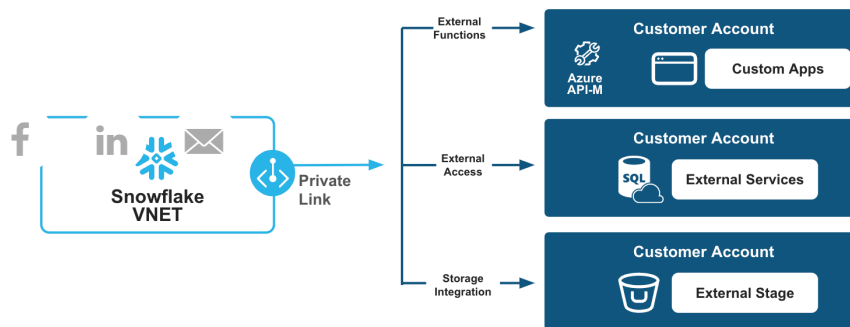 Snowflake
VNET
Private
Link
External
Functions
External
Access
Storage
Integration
Customer Account
Azure
API-M
Custom Apps
Customer Account
SQL
External Services
Customer Account
External Stage
f
in